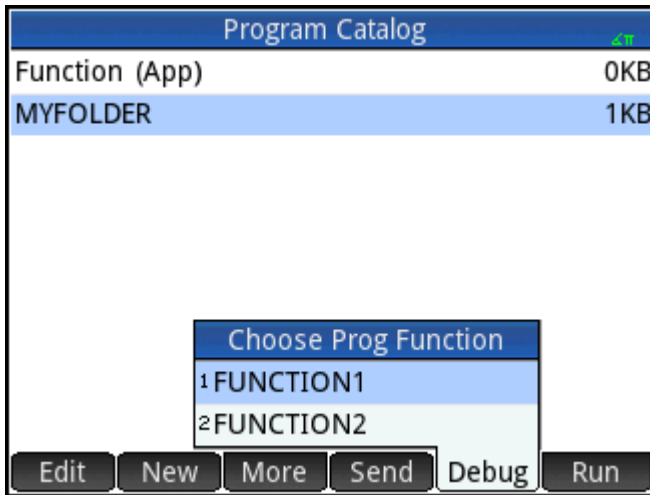 Program Catalog
∠π
Function (App) 0KB
MYFOLDER 1KB
Choose Prog Function
1 FUNCTION1
2 FUNCTION2
Edit New More Send Debug Run